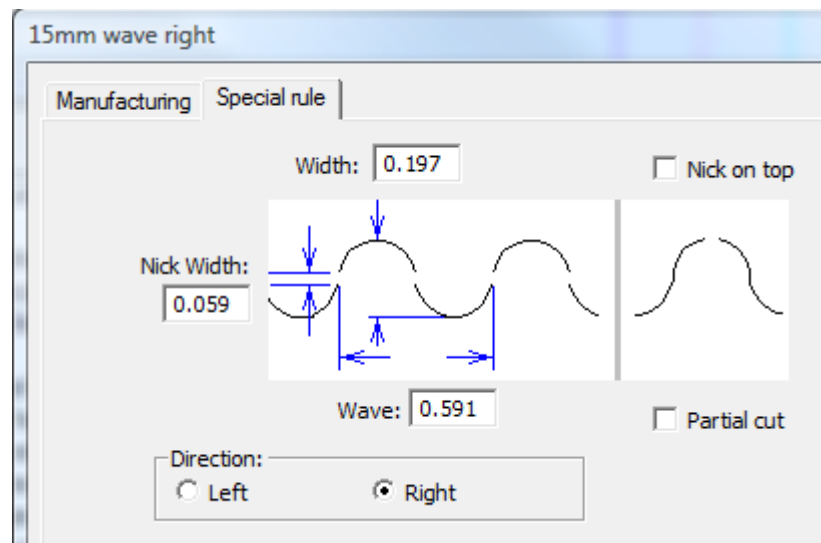 15mm wave right
Manufacturing Special rule
Width: 0.197
Nick on top
Nick Width:
0.059
Wave: 0.591
Partial cut
Direction:
Left Right